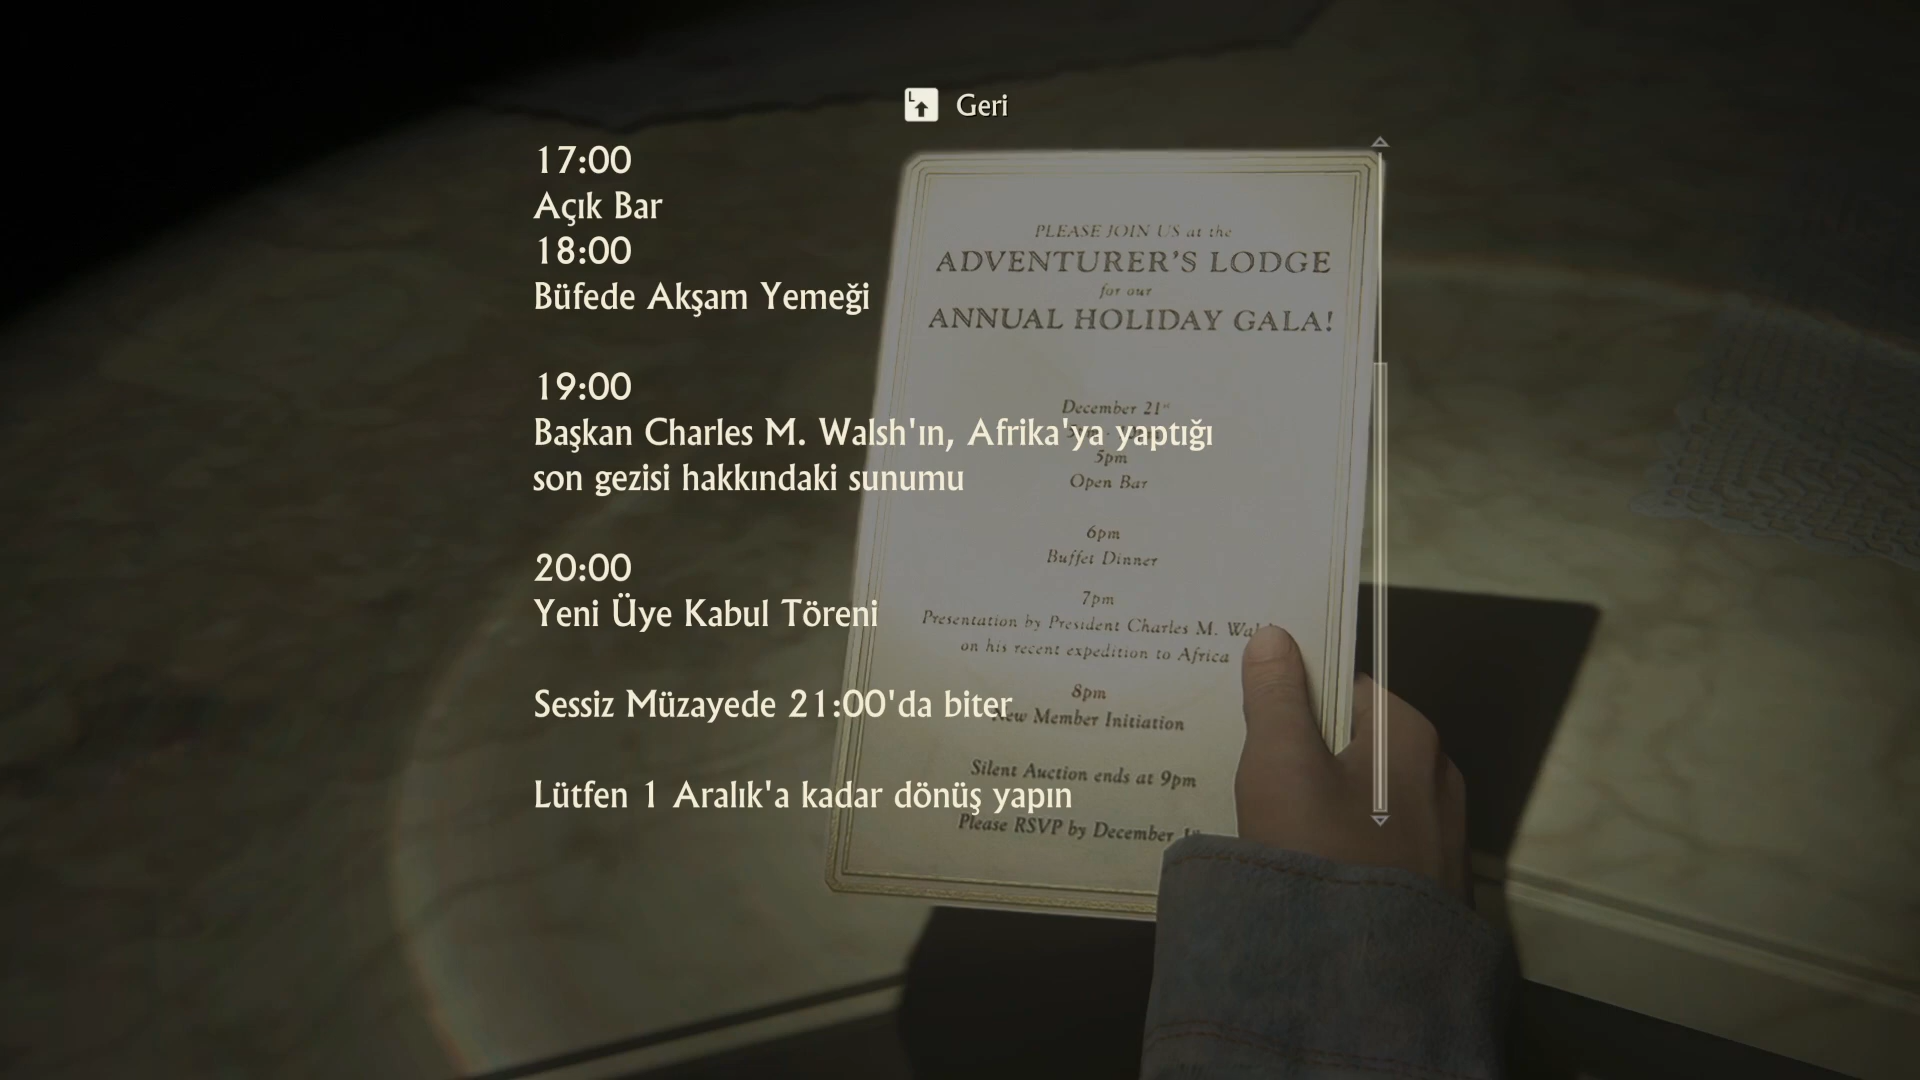 Geri
17:00
Açık Bar
18:00
Büfede Akşam Yemeği
19:00
Başkan Charles M. Walsh'ın, Afrika'ya yaptığı
son gezisi hakkındaki sunumu
20:00
Yeni Üye Kabul Töreni
Sessiz Müzayede 21:00'da biter
Lütfen 1 Aralık'a kadar dönüş yapın
PLEASE JOIN US at the
ADVENTURER'S LODGE
for our
ANNUAL HOLIDAY GALA!
December 21st
5pm
Open Bar
6pm
Buffet Dinner
7pm
Presentation by President Charles M.
on his recent expedition to Africa
8pm
New Member Initiation
Silent Auction ends at 9pm
Please RSVP by December